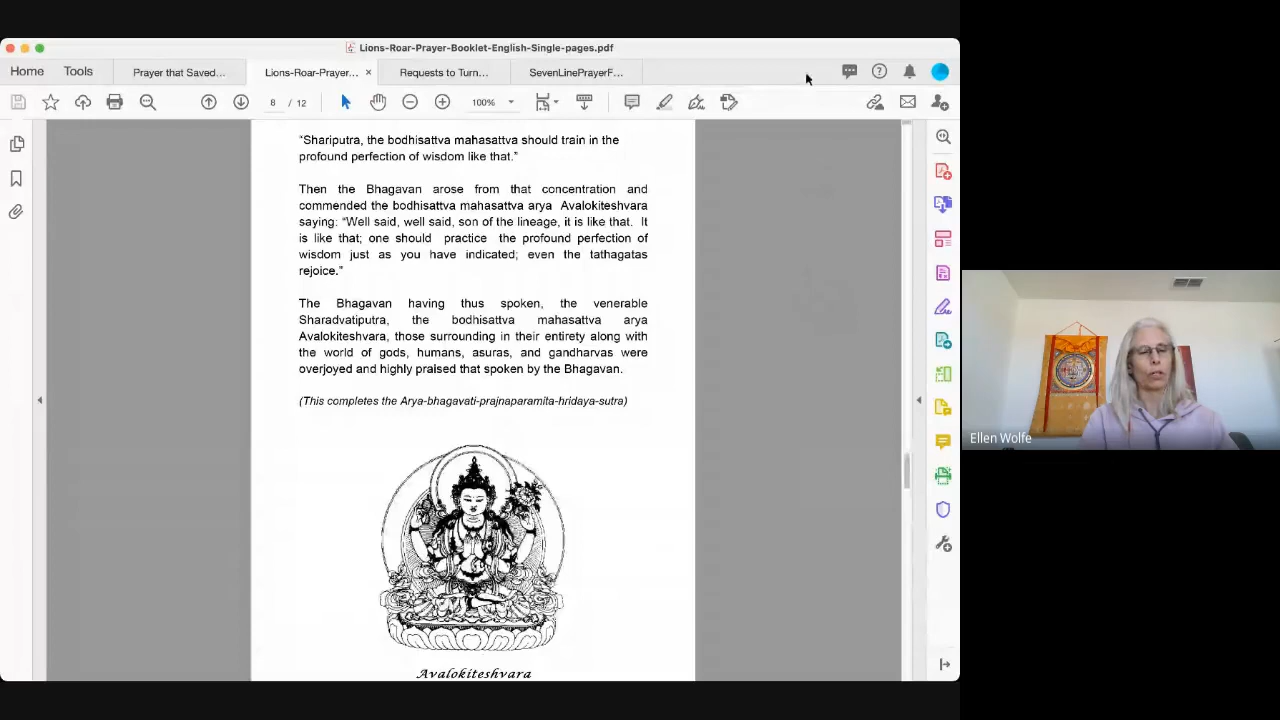 Lions-Roar-Prayer-Booklet-English-Single-pages.pdf
Home
Tools
Prayer that Saved...
Lions-Roar-Prayer...
Requests to Turn...
SevenLinePrayerF...
8 / 12
100%
“Shariputra, the bodhisattva mahasattva should train in the
profound perfection of wisdom like that.”
Then the Bhagavan arose from that concentration and
commended the bodhisattva mahasattva arya Avalokiteshvara
saying: “Well said, well said, son of the lineage, it is like that. It
is like that; one should practice the profound perfection of
wisdom just as you have indicated; even the tathagatas
rejoice.”
The Bhagavan having thus spoken, the venerable
Sharadvatiputra, the bodhisattva mahasattva arya
Avalokiteshvara, those surrounding in their entirety along with
the world of gods, humans, asuras, and gandharvas were
overjoyed and highly praised that spoken by the Bhagavan.
(This completes the Arya-bhagavati-prajnaparamita-hridaya-sutra)
Avalokiteshvara
Ellen Wolfe